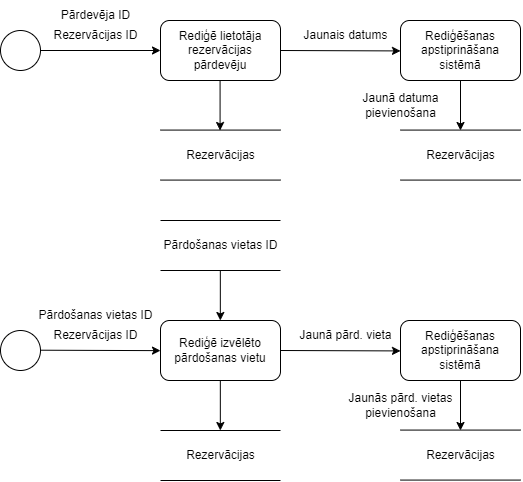 Pārdevēja ID
Rezervācijas ID
Rediģē lietotāja
rezervācijas
pārdevēju
Jaunais datums
Rediģēšanas
apstiprināšana
sistēmā
Jaunā datuma
pievienošana
Rezervācijas
Rezervācijas
Pārdošanas vietas ID
Pārdošanas vietas ID
Rezervācijas ID
Rediģē izvēlēto
pārdošanas vietu
Jaunā pārd. vieta
Rediģēšanas
apstiprināšana
sistēmā
Jaunās pārd. vietas
pievienošana
Rezervācijas
Rezervācijas